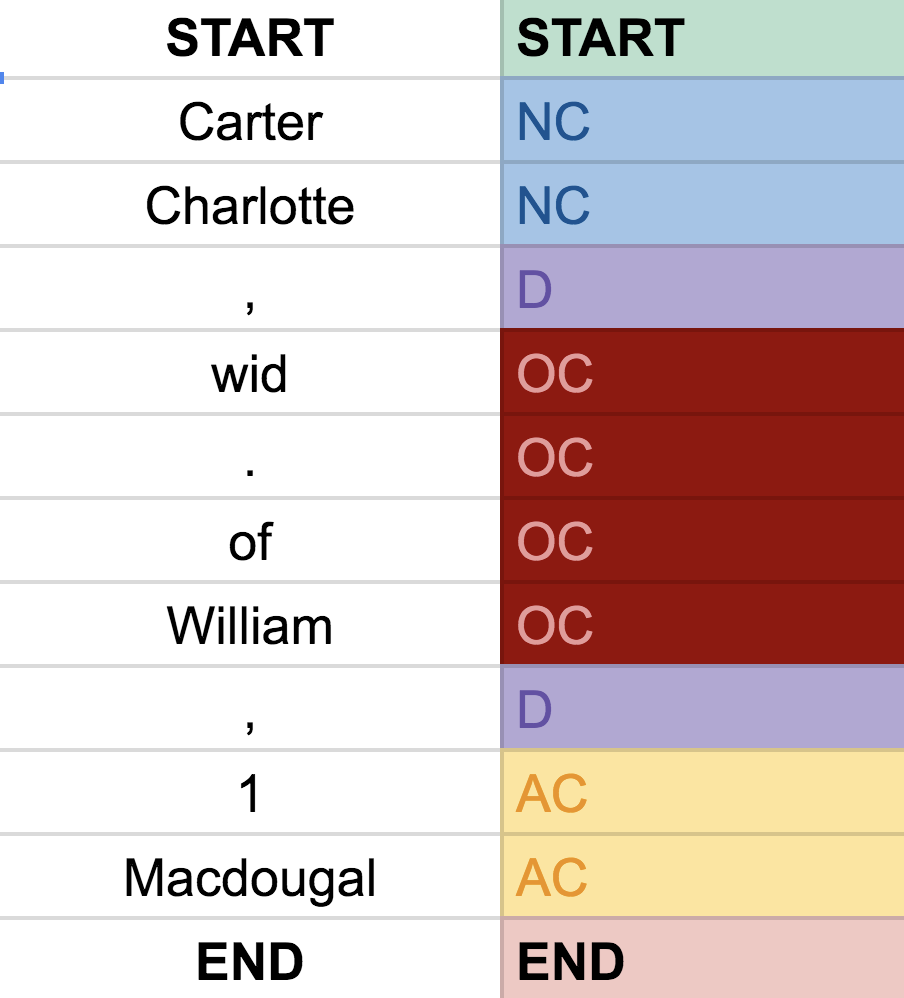 START START
Carter NC
Charlotte NC
, D
wid OC
. OC
of OC
William OC
, D
1 AC
Macdougal AC
END END